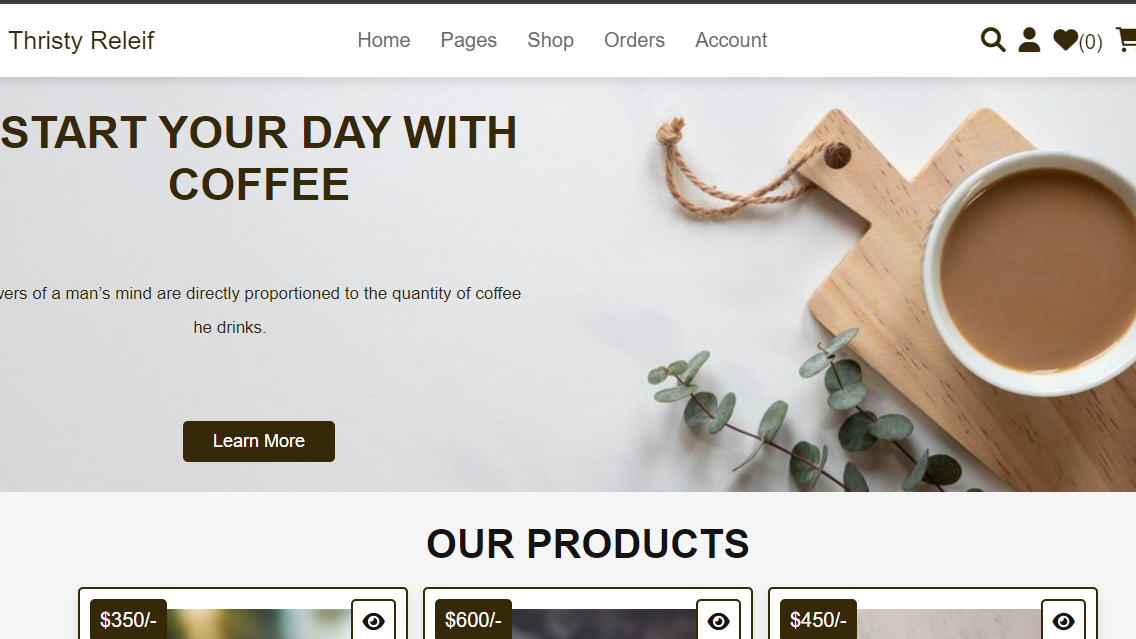 Thristy Releif
Home Pages Shop Orders Account
(0)
START YOUR DAY WITH
COFFEE
of a man’s mind are directly proportioned to the quantity of coffee
he drinks.
Learn More
OUR PRODUCTS
$350/- $600/- $450/-